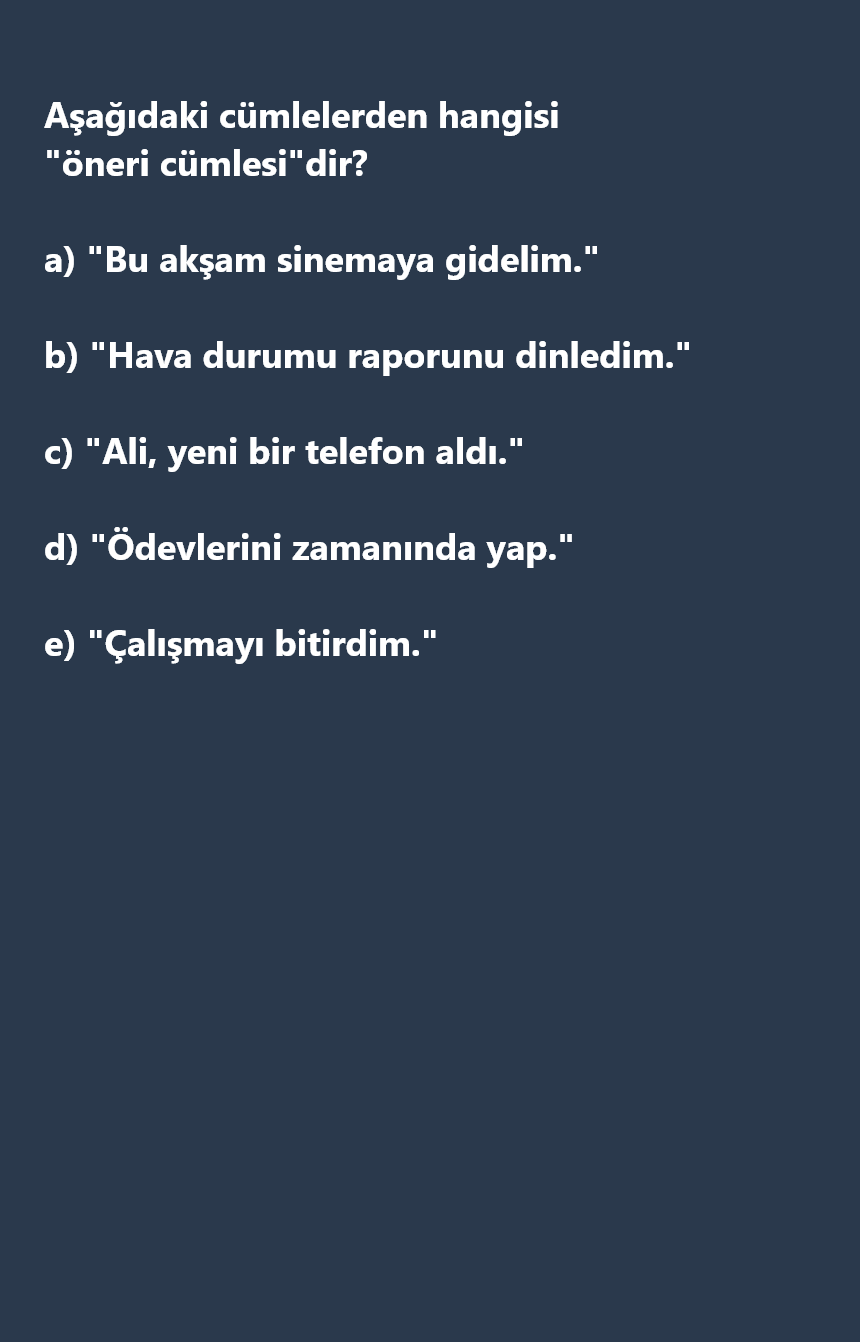 Aşağıdaki cümlelerden hangisi
"öneri cümlesi"dir?
a) "Bu akşam sinemaya gidelim."
b) "Hava durumu raporunu dinledim."
c) "Ali, yeni bir telefon aldı."
d) "Ödevlerini zamanında yap."
e) "Çalışmayı bitirdim."